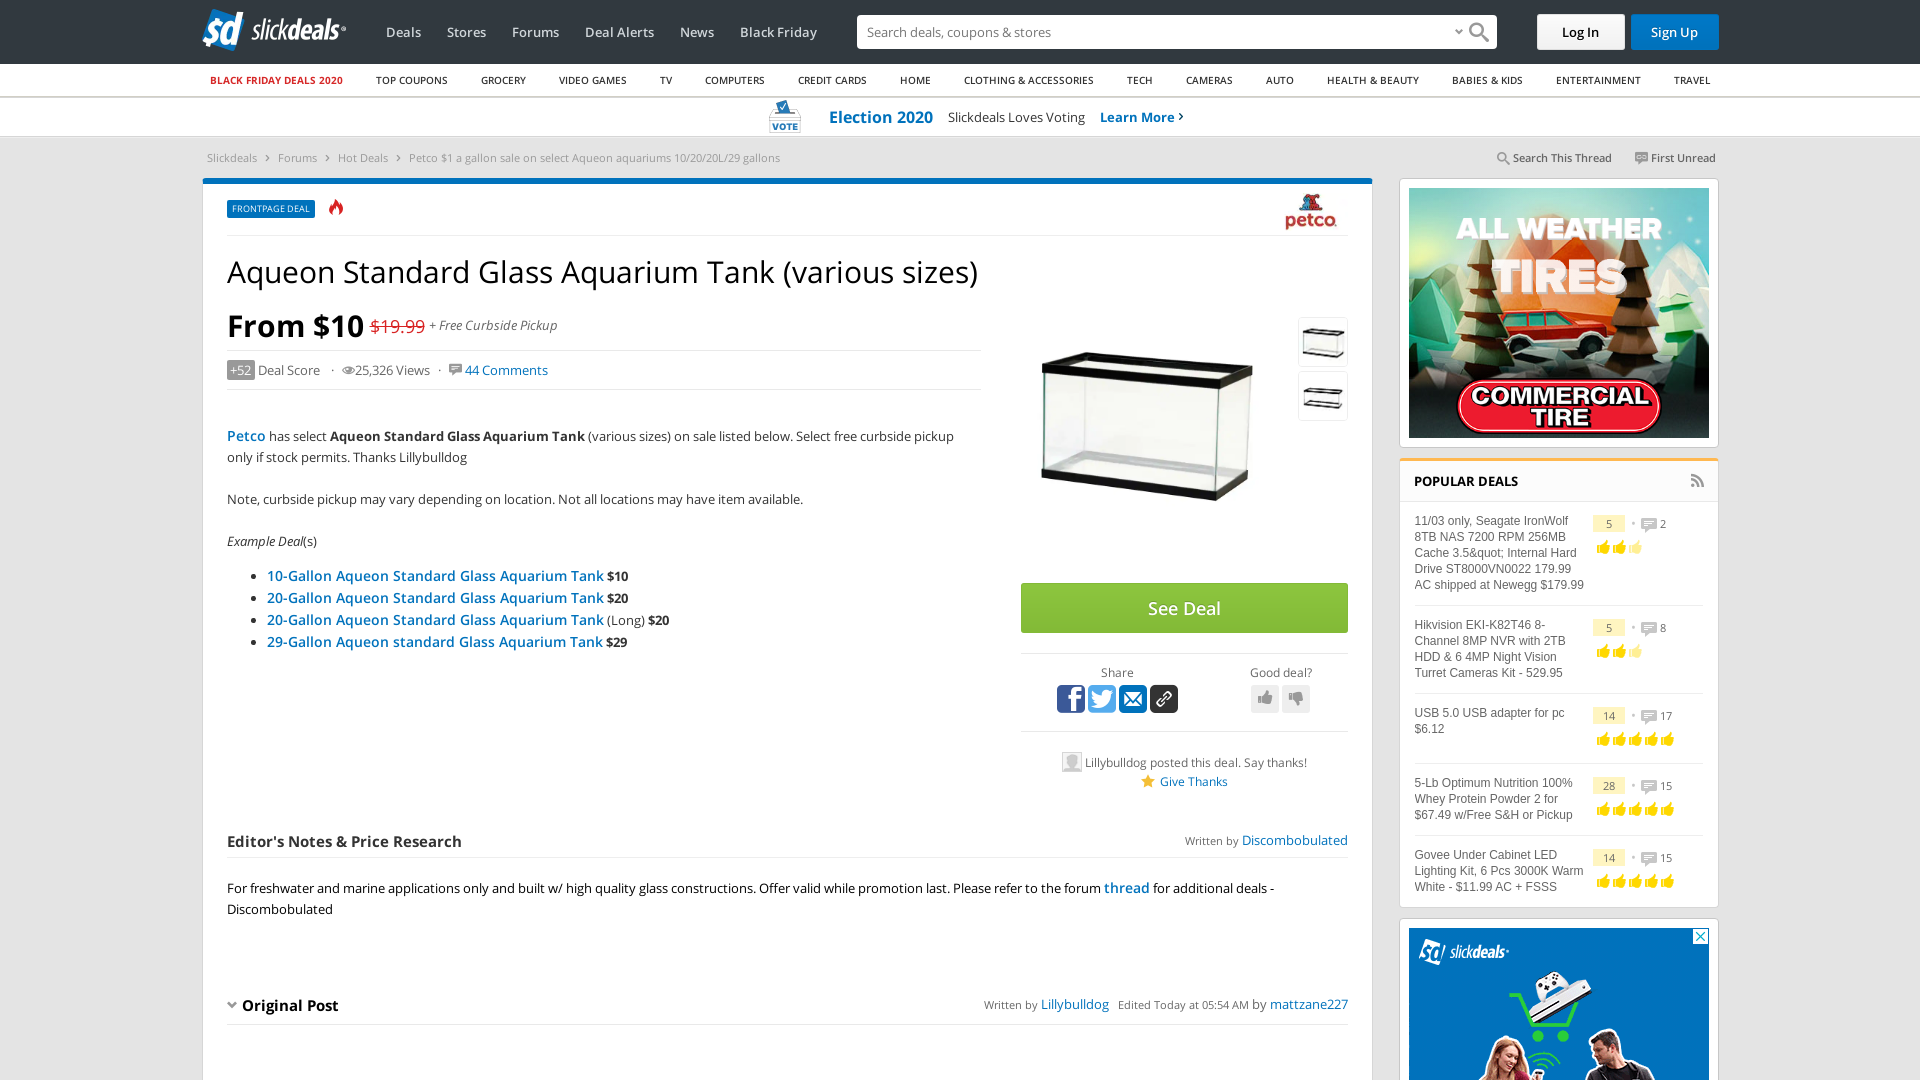 slickdeals
Deals
Stores
Forums
Deal Alerts
News
Black Friday
Search deals, coupons & stores
Log In
Sign Up
BLACK FRIDAY DEALS 2020
TOP COUPONS
GROCERY
VIDEO GAMES
TV
COMPUTERS
CREDIT CARDS
HOME
CLOTHING & ACCESSORIES
TECH
CAMERAS
AUTO
HEALTH & BEAUTY
BABIES & KIDS
ENTERTAINMENT
TRAVEL
VOTE
Election 2020 Slickdeals Loves Voting Learn More
Slickdeals > Forums > Hot Deals > Petco $1 a gallon sale on select Aqueon aquariums 10/20/20L/29 gallons
Search This Thread
First Unread
FRONTPAGE DEAL
petco
Aqueon Standard Glass Aquarium Tank (various sizes)
From $10 $19.99 + Free Curbside Pickup
+52 Deal Score · 25,326 Views · 44 Comments
Petco has select Aqueon Standard Glass Aquarium Tank (various sizes) on sale listed below. Select free curbside pickup
only if stock permits. Thanks Lillybulldog
Note, curbside pickup may vary depending on location. Not all locations may have item available.
Example Deal(s)
10-Gallon Aqueon Standard Glass Aquarium Tank $10
20-Gallon Aqueon Standard Glass Aquarium Tank $20
20-Gallon Aqueon Standard Glass Aquarium Tank (Long) $20
29-Gallon Aqueon standard Glass Aquarium Tank $29
See Deal
Share
Good deal?
Lillybulldog posted this deal. Say thanks!
Give Thanks
Editor's Notes & Price Research
Written by Discombobulated
For freshwater and marine applications only and built w/ high quality glass constructions. Offer valid while promotion last. Please refer to the forum thread for additional deals -
Discombobulated
Original Post
Written by Lillybulldog Edited Today at 05:54 AM by mattzane227
ALL WEATHER
TIRES
COMMERCIAL
TIRE
POPULAR DEALS
11/03 only, Seagate IronWolf
8TB NAS 7200 RPM 256MB
Cache 3.5&quot; Internal Hard
Drive ST8000VN0022 179.99
AC shipped at Newegg $179.99
5 • 2
Hikvision EKI-K82T46 8-
Channel 8MP NVR with 2TB
HDD & 6 4MP Night Vision
Turret Cameras Kit - 529.95
5 • 8
USB 5.0 USB adapter for pc
$6.12
14 • 17
5-Lb Optimum Nutrition 100%
Whey Protein Powder 2 for
$67.49 w/Free S&H or Pickup
28 • 15
Govee Under Cabinet LED
Lighting Kit, 6 Pcs 3000K Warm
White - $11.99 AC + FSSS
14 • 15
slickdeals